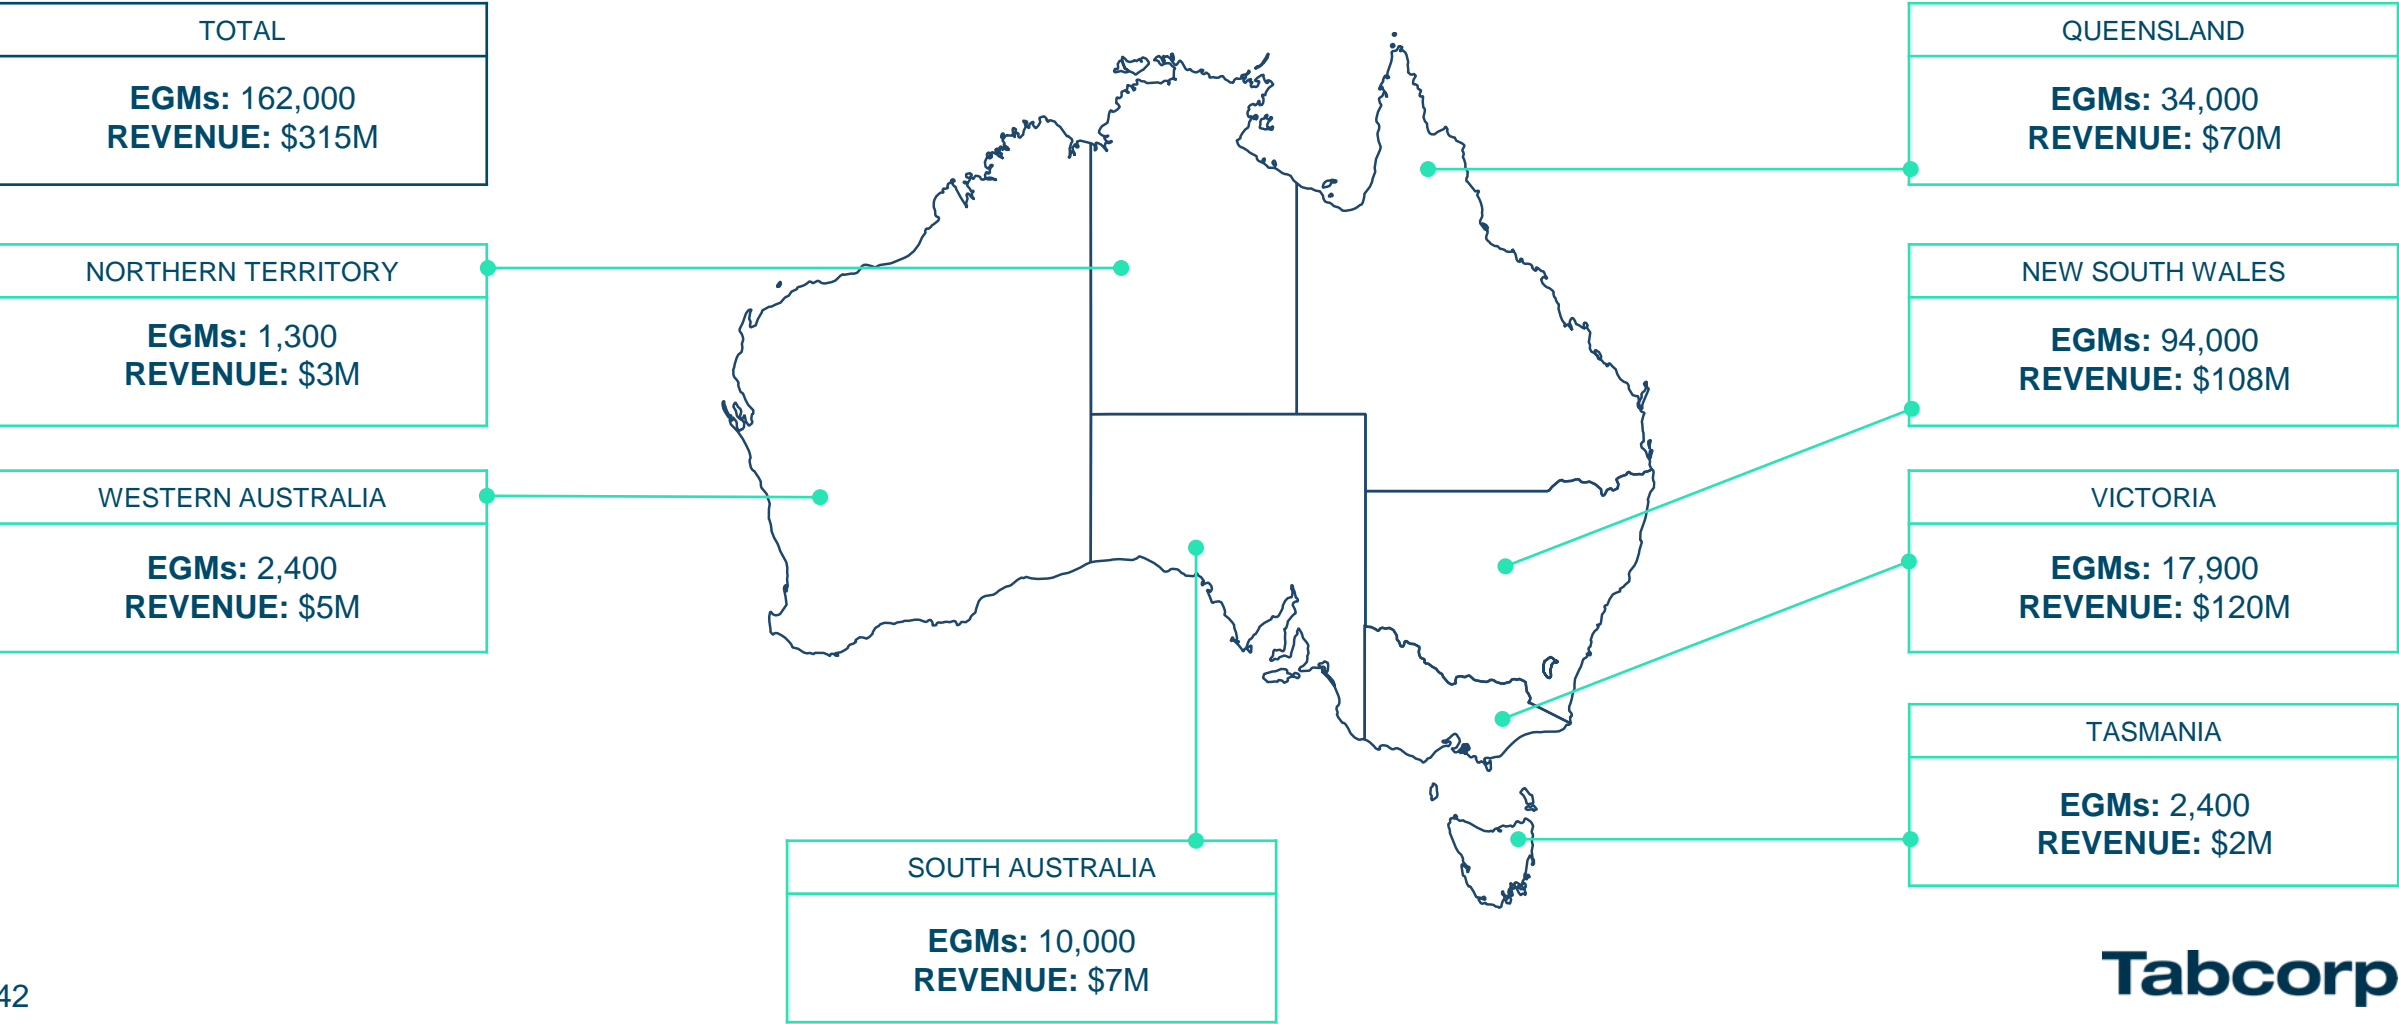 TOTAL
EGMs: 162,000
REVENUE: $315M
NORTHERN TERRITORY
EGMs: 1,300
REVENUE: $3M
WESTERN AUSTRALIA
EGMs: 2,400
REVENUE: $5M
SOUTH AUSTRALIA
EGMs: 10,000
REVENUE: $7M
QUEENSLAND
EGMs: 34,000
REVENUE: $70M
NEW SOUTH WALES
EGMs: 94,000
REVENUE: $108M
VICTORIA
EGMs: 17,900
REVENUE: $120M
TASMANIA
EGMs: 2,400
REVENUE: $2M
42
Tabcorp